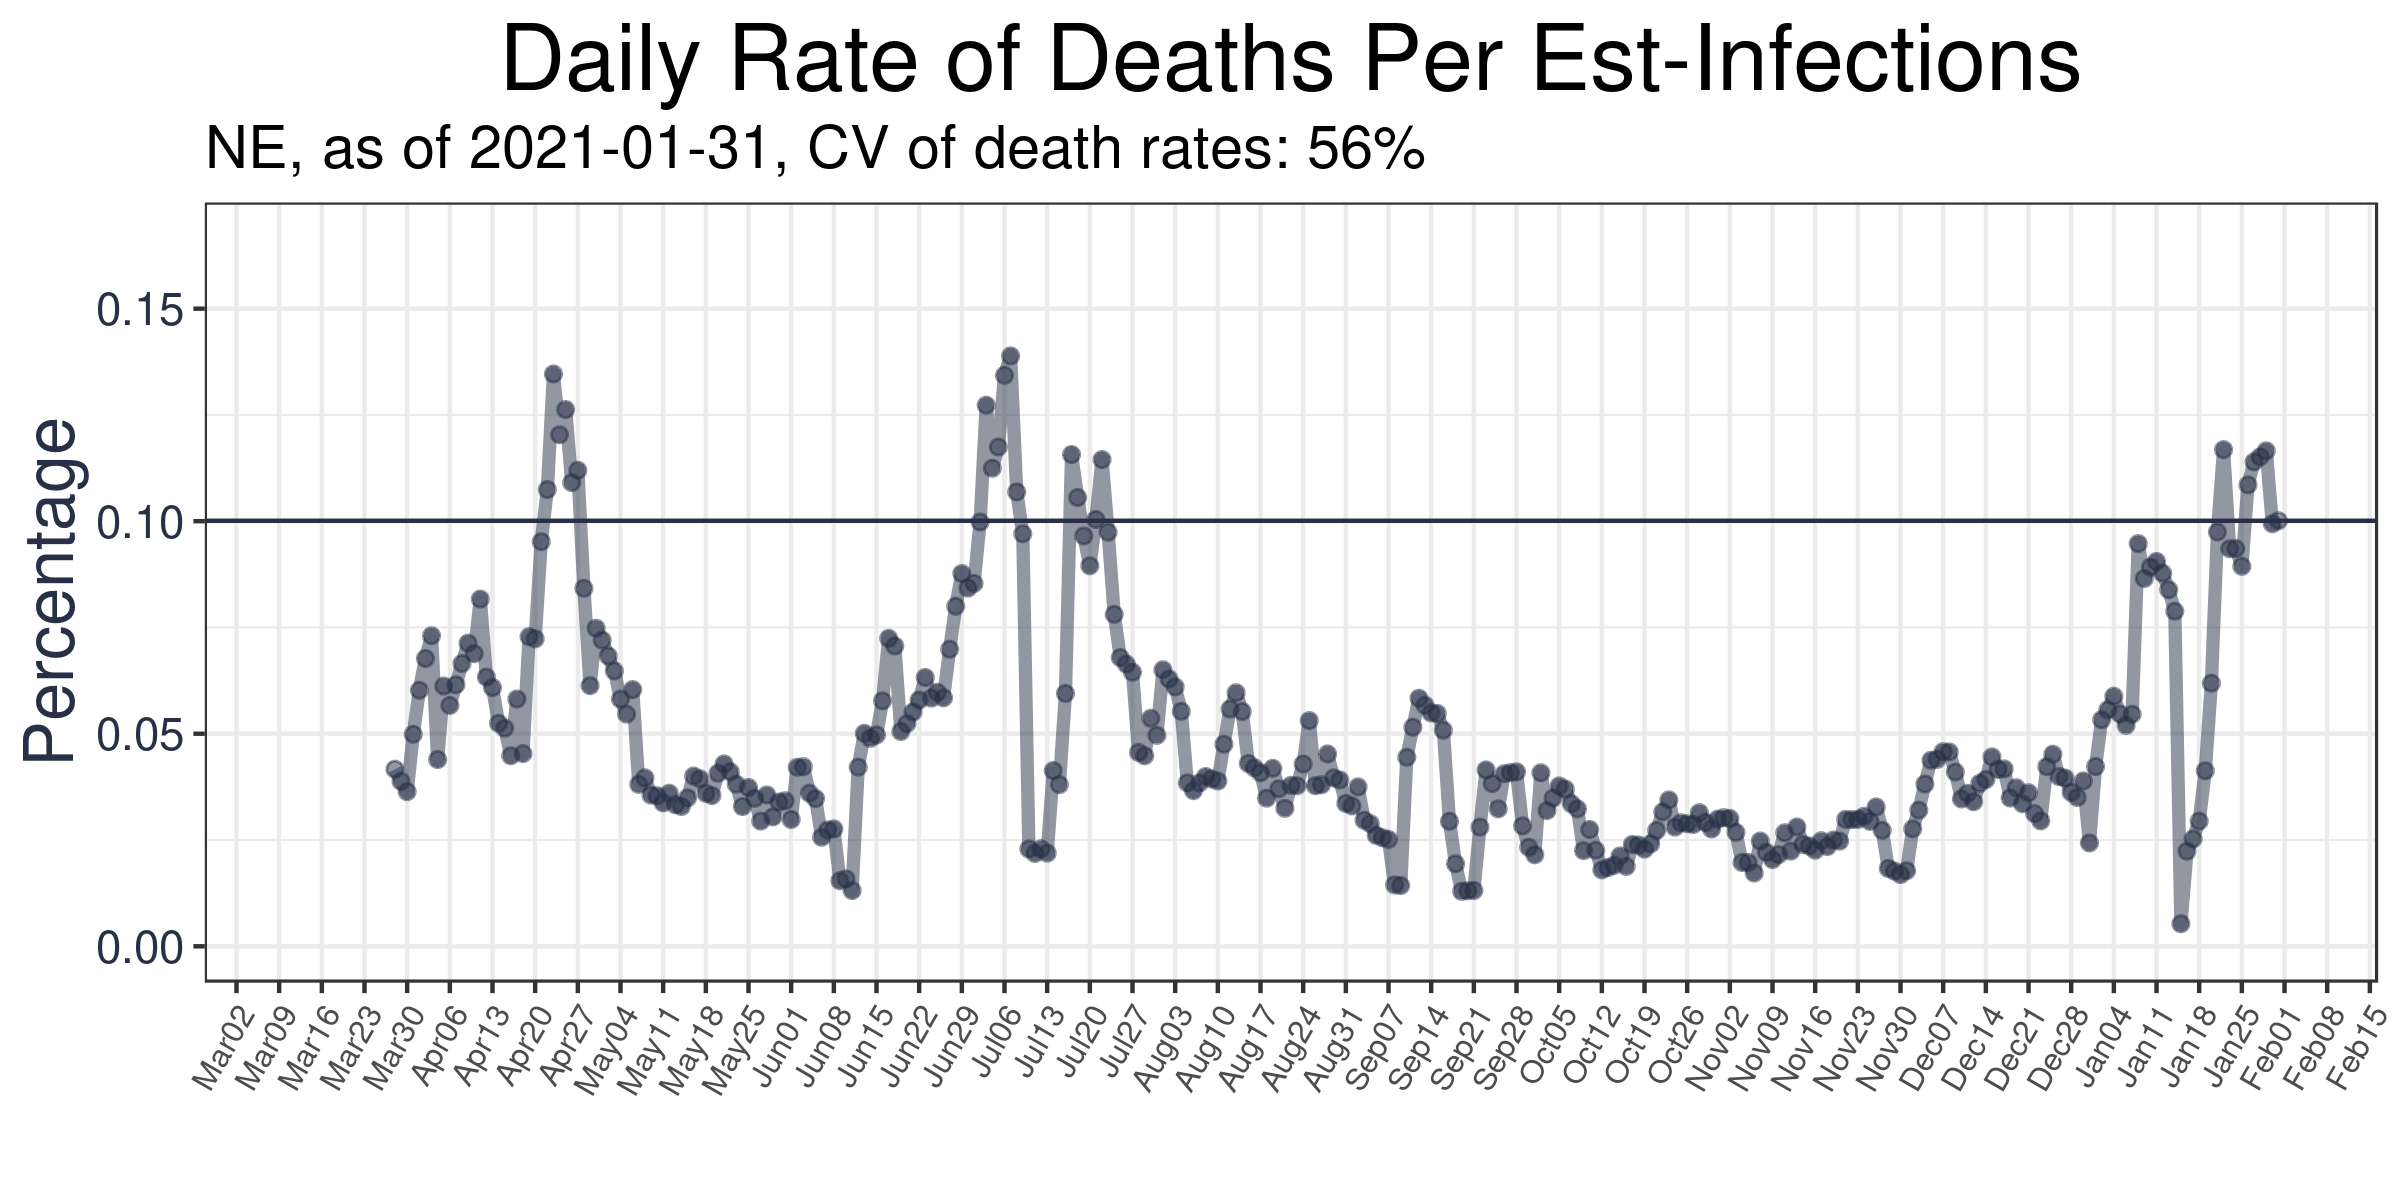 Daily Rate of Deaths Per Est-Infections
NE, as of 2021-01-31, CV of death rates: 56%
Percentage
0.15
0.10
0.05
0.00
Mar02
Mar09
Mar16
Mar23
Mar30
Apr06
Apr13
Apr20
Apr27
May04
May11
May18
May25
Jun01
Jun08
Jun15
Jun22
Jun29
Jul06
Jul13
Jul20
Jul27
Aug03
Aug10
Aug17
Aug24
Aug31
Sep07
Sep14
Sep21
Sep28
Oct05
Oct12
Oct19
Oct26
Nov02
Nov09
Nov16
Nov23
Nov30
Dec07
Dec14
Dec21
Dec28
Jan04
Jan11
Jan18
Jan25
Feb01
Feb08
Feb15